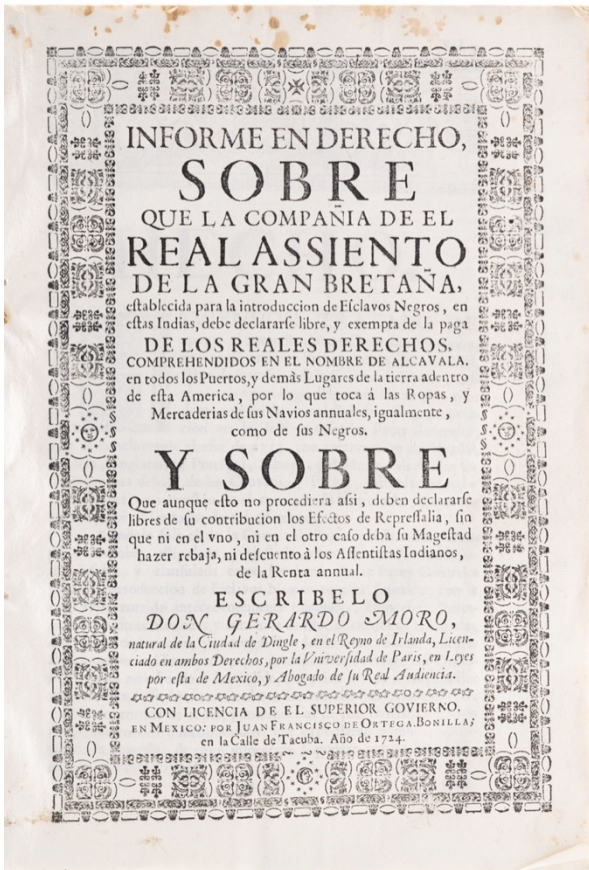 INFORME EN DERECHO,
SOBRE
QUE LA COMPAÑIA DE EL
REAL ASSIENTO
DE LA GRAN BRETAÑA,
eſtablecida para la introduccion de Eſclavos Negros, en
eſtas Indias, debe declararſe libre, y exempta de la paga
DE LOS REALES DERECHOS,
COMPREHENDIDOS EN EL NOMBRE DE ALCAVALA,
en todos los Puertos, y demàs Lugares de la tierra adentro
de eſta America, por lo que toca á las Ropas, y
Mercaderias de ſus Navios annuales, igualmente,
como de ſus Negros.
Y SOBRE
Que aunque eſto no procediera aſsi, deben declararſe
libres de ſu contribucion los Efectos de Repreſſalia, ſin
que ni en el vno, ni en el otro caſo deba ſu Mageſtad
hazer rebaja, ni deſcuento à los Aſſentiſtas Indianos,
de la Renta annual.
ESCRIBELO
DON GERARDO MORO,
natural de la Ciudad de Dingle, en el Reyno de Irlanda, Licen-
ciado en ambos Derechos, por la Vniverſidad de Paris, en Leyes
por eſta de Mexico, y Abogado de ſu Real Audiencia.
CON LICENCIA DE EL SUPERIOR GOVIERNO.
EN MEXICO: POR JUAN FRANCISCO DE ORTEGA, BONILLA;
en la Calle de Tacuba. Año de 1724.